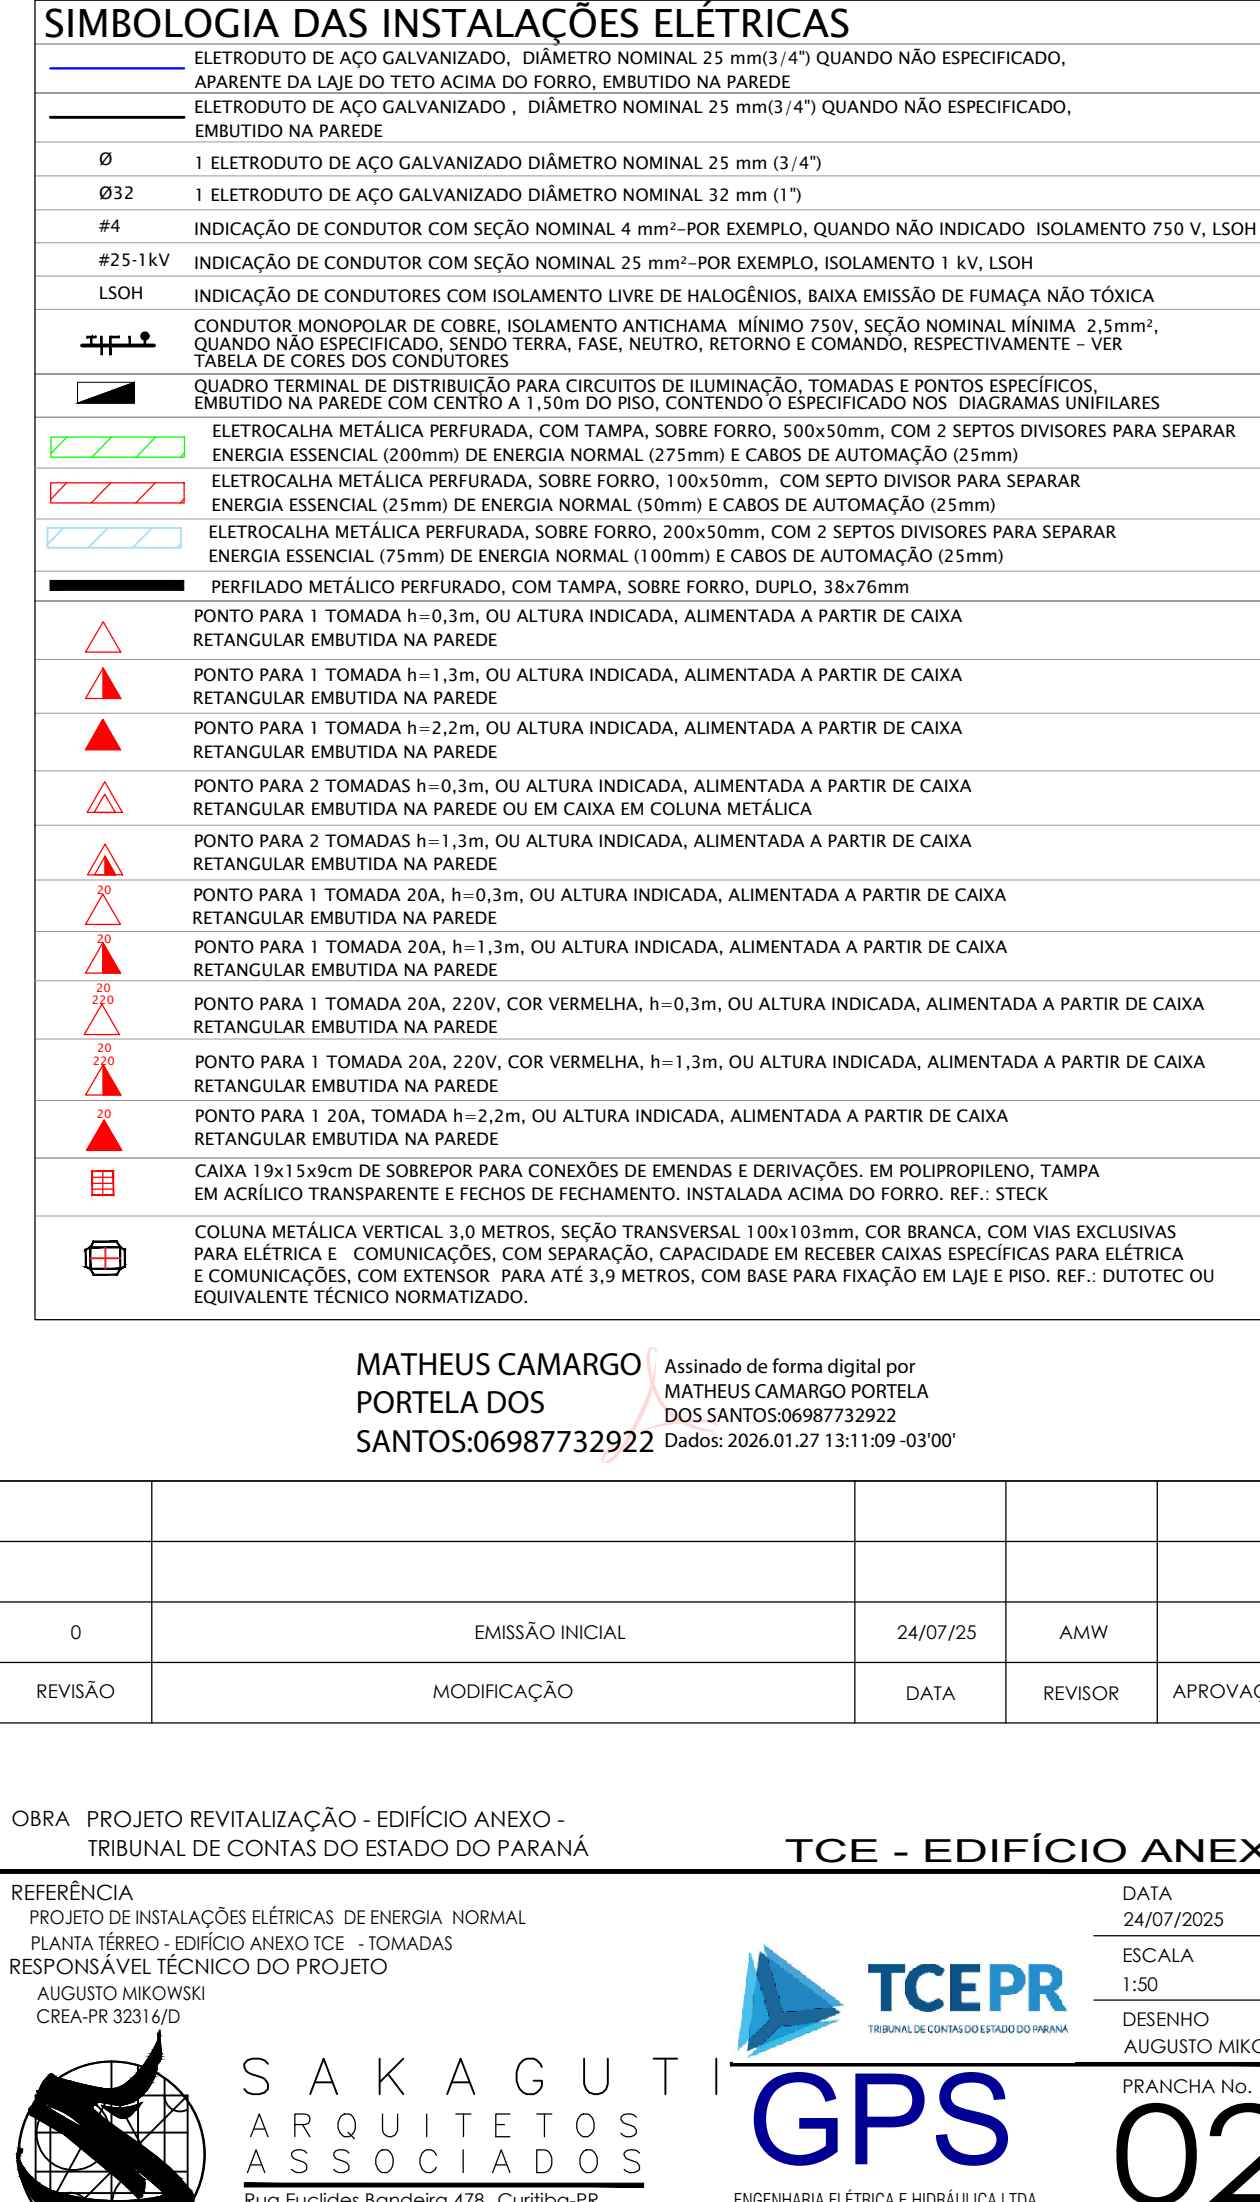 SIMBOLOGIA DAS INSTALAÇÕES ELÉTRICAS
ELETRODUTO DE AÇO GALVANIZADO, DIÂMETRO NOMINAL 25 mm(3/4") QUANDO NÃO ESPECIFICADO,
APARENTE DA LAJE DO TETO ACIMA DO FORRO, EMBUTIDO NA PAREDE
ELETRODUTO DE AÇO GALVANIZADO , DIÂMETRO NOMINAL 25 mm(3/4") QUANDO NÃO ESPECIFICADO,
EMBUTIDO NA PAREDE
Ø 1 ELETRODUTO DE AÇO GALVANIZADO DIÂMETRO NOMINAL 25 mm (3/4")
Ø32 1 ELETRODUTO DE AÇO GALVANIZADO DIÂMETRO NOMINAL 32 mm (1")
#4 INDICAÇÃO DE CONDUTOR COM SEÇÃO NOMINAL 4 mm²-POR EXEMPLO, QUANDO NÃO INDICADO ISOLAMENTO 750 V, LSOH
#25-1kV INDICAÇÃO DE CONDUTOR COM SEÇÃO NOMINAL 25 mm²-POR EXEMPLO, ISOLAMENTO 1 kV, LSOH
LSOH INDICAÇÃO DE CONDUTORES COM ISOLAMENTO LIVRE DE HALOGÊNIOS, BAIXA EMISSÃO DE FUMAÇA NÃO TÓXICA
CONDUTOR MONOPOLAR DE COBRE, ISOLAMENTO ANTICHAMA MÍNIMO 750V, SEÇÃO NOMINAL MÍNIMA 2,5mm²,
QUANDO NÃO ESPECIFICADO, SENDO TERRA, FASE, NEUTRO, RETORNO E COMANDO, RESPECTIVAMENTE - VER
TABELA DE CORES DOS CONDUTORES
QUADRO TERMINAL DE DISTRIBUIÇÃO PARA CIRCUITOS DE ILUMINAÇÃO, TOMADAS E PONTOS ESPECÍFICOS,
EMBUTIDO NA PAREDE COM CENTRO A 1,50m DO PISO, CONTENDO O ESPECIFICADO NOS DIAGRAMAS UNIFILARES
ELETROCALHA METÁLICA PERFURADA, COM TAMPA, SOBRE FORRO, 500x50mm, COM 2 SEPTOS DIVISORES PARA SEPARAR
ENERGIA ESSENCIAL (200mm) DE ENERGIA NORMAL (275mm) E CABOS DE AUTOMAÇÃO (25mm)
ELETROCALHA METÁLICA PERFURADA, SOBRE FORRO, 100x50mm, COM SEPTO DIVISOR PARA SEPARAR
ENERGIA ESSENCIAL (25mm) DE ENERGIA NORMAL (50mm) E CABOS DE AUTOMAÇÃO (25mm)
ELETROCALHA METÁLICA PERFURADA, SOBRE FORRO, 200x50mm, COM 2 SEPTOS DIVISORES PARA SEPARAR
ENERGIA ESSENCIAL (75mm) DE ENERGIA NORMAL (100mm) E CABOS DE AUTOMAÇÃO (25mm)
PERFILADO METÁLICO PERFURADO, COM TAMPA, SOBRE FORRO, DUPLO, 38x76mm
PONTO PARA 1 TOMADA h=0,3m, OU ALTURA INDICADA, ALIMENTADA A PARTIR DE CAIXA
RETANGULAR EMBUTIDA NA PAREDE
PONTO PARA 1 TOMADA h=1,3m, OU ALTURA INDICADA, ALIMENTADA A PARTIR DE CAIXA
RETANGULAR EMBUTIDA NA PAREDE
PONTO PARA 1 TOMADA h=2,2m, OU ALTURA INDICADA, ALIMENTADA A PARTIR DE CAIXA
RETANGULAR EMBUTIDA NA PAREDE
PONTO PARA 2 TOMADAS h=0,3m, OU ALTURA INDICADA, ALIMENTADA A PARTIR DE CAIXA
RETANGULAR EMBUTIDA NA PAREDE OU EM CAIXA EM COLUNA METÁLICA
PONTO PARA 2 TOMADAS h=1,3m, OU ALTURA INDICADA, ALIMENTADA A PARTIR DE CAIXA
RETANGULAR EMBUTIDA NA PAREDE
20
PONTO PARA 1 TOMADA 20A, h=0,3m, OU ALTURA INDICADA, ALIMENTADA A PARTIR DE CAIXA
RETANGULAR EMBUTIDA NA PAREDE
20
PONTO PARA 1 TOMADA 20A, h=1,3m, OU ALTURA INDICADA, ALIMENTADA A PARTIR DE CAIXA
RETANGULAR EMBUTIDA NA PAREDE
20
220
PONTO PARA 1 TOMADA 20A, 220V, COR VERMELHA, h=0,3m, OU ALTURA INDICADA, ALIMENTADA A PARTIR DE CAIXA
RETANGULAR EMBUTIDA NA PAREDE
20
220
PONTO PARA 1 TOMADA 20A, 220V, COR VERMELHA, h=1,3m, OU ALTURA INDICADA, ALIMENTADA A PARTIR DE CAIXA
RETANGULAR EMBUTIDA NA PAREDE
20
PONTO PARA 1 20A, TOMADA h=2,2m, OU ALTURA INDICADA, ALIMENTADA A PARTIR DE CAIXA
RETANGULAR EMBUTIDA NA PAREDE
CAIXA 19x15x9cm DE SOBREPOR PARA CONEXÕES DE EMENDAS E DERIVAÇÕES. EM POLIPROPILENO, TAMPA
EM ACRÍLICO TRANSPARENTE E FECHOS DE FECHAMENTO. INSTALADA ACIMA DO FORRO. REF.: STECK
COLUNA METÁLICA VERTICAL 3,0 METROS, SEÇÃO TRANSVERSAL 100x103mm, COR BRANCA, COM VIAS EXCLUSIVAS
PARA ELÉTRICA E COMUNICAÇÕES, COM SEPARAÇÃO, CAPACIDADE EM RECEBER CAIXAS ESPECÍFICAS PARA ELÉTRICA
E COMUNICAÇÕES, COM EXTENSOR PARA ATÉ 3,9 METROS, COM BASE PARA FIXAÇÃO EM LAJE E PISO. REF.: DUTOTEC OU
EQUIVALENTE TÉCNICO NORMATIZADO.
MATHEUS CAMARGO
PORTELA DOS
SANTOS:06987732922
Assinado de forma digital por
MATHEUS CAMARGO PORTELA
DOS SANTOS:06987732922
Dados: 2026.01.27 13:11:09 -03'00'
0 EMISSÃO INICIAL 24/07/25 AMW
REVISÃO MODIFICAÇÃO DATA REVISOR APROVAÇ
OBRA PROJETO REVITALIZAÇÃO - EDIFÍCIO ANEXO -
TRIBUNAL DE CONTAS DO ESTADO DO PARANÁ
TCE - EDIFÍCIO ANEX
REFERÊNCIA
PROJETO DE INSTALAÇÕES ELÉTRICAS DE ENERGIA NORMAL
PLANTA TÉRREO - EDIFÍCIO ANEXO TCE - TOMADAS
RESPONSÁVEL TÉCNICO DO PROJETO
AUGUSTO MIKOWSKI
CREA-PR 32316/D
TCEPR
TRIBUNAL DE CONTAS DO ESTADO DO PARANÁ
DATA
24/07/2025
ESCALA
1:50
DESENHO
AUGUSTO MIKO
PRANCHA No.
02
SAKAGUTI
ARQUITETOS
ASSOCIADOS
Rua Euclides Bandeira 478 Curitiba-PR
GPS
ENGENHARIA ELÉTRICA E HIDRÁULICA LTDA